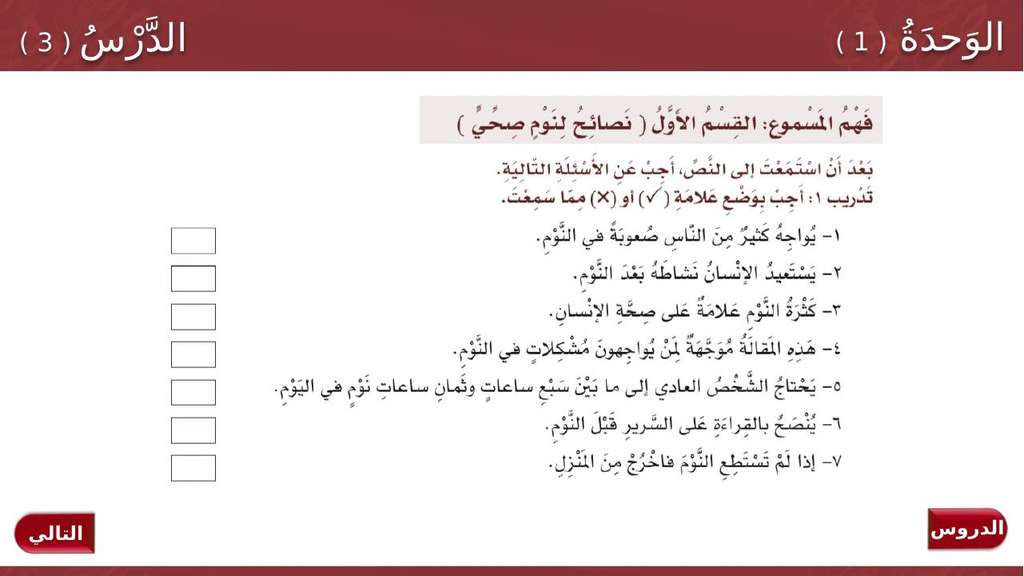 الوَحدَةُ ( 1 )
الدَّرْسُ ( 3 )
فَهْمُ المَسْموع: القِسْمُ الأَوَّلُ ( نَصائِحُ لِنَوْمٍ صِحِّيٍّ )
بَعْدَ أَنْ اسْتَمَعْتَ إلى النَّصِّ، أَجِبْ عَنِ الأَسْئِلَةِ التّالِيَةِ.
تَدْريب ١: أَجِبْ بِوَضْعِ عَلامَةِ (✓) أو (✕) مِمّا سَمِعْتَ.
١- يُواجِهُ كَثيرٌ مِنَ النّاسِ صُعوبَةً في النَّوْمِ.
٢- يَسْتَعيدُ الإنْسانُ نَشاطَهُ بَعْدَ النَّوْمِ.
٣- كَثْرَةُ النَّوْمِ عَلامَةٌ عَلى صِحَّةِ الإنْسانِ.
٤- هَذِهِ المَقالَةُ مُوَجَّهَةٌ لِمَنْ يُواجِهونَ مُشْكِلاتٍ في النَّوْمِ.
٥- يَحْتاجُ الشَّخْصُ العادي إلى ما بَيْنَ سَبْعِ ساعاتٍ وثَمانِ ساعاتِ نَوْمٍ في اليَوْمِ.
٦- يُنْصَحُ بالقِراءَةِ عَلى السَّريرِ قَبْلَ النَّوْمِ.
٧- إذا لَمْ تَسْتَطِعِ النَّوْمَ فاخْرُجْ مِنَ المَنْزِلِ.
الدروس
التالي